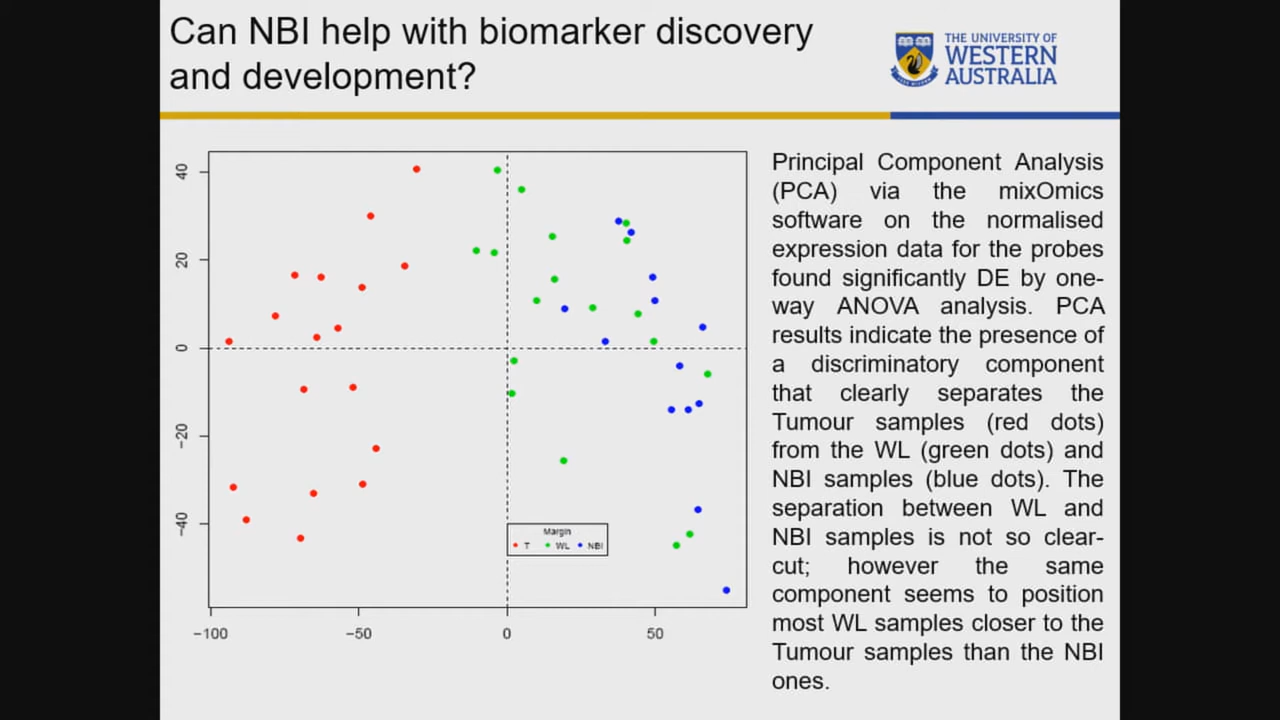 Can NBI help with biomarker discovery
and development?
THE UNIVERSITY OF
WESTERN
AUSTRALIA
40
20
0
−20
−40
−100
−50
0
50
Margin
T WL NBI
Principal Component Analysis
(PCA) via the mixOmics
software on the normalised
expression data for the probes
found significantly DE by one-
way ANOVA analysis. PCA
results indicate the presence of
a discriminatory component
that clearly separates the
Tumour samples (red dots)
from the WL (green dots) and
NBI samples (blue dots). The
separation between WL and
NBI samples is not so clear-
cut; however the same
component seems to position
most WL samples closer to the
Tumour samples than the NBI
ones.